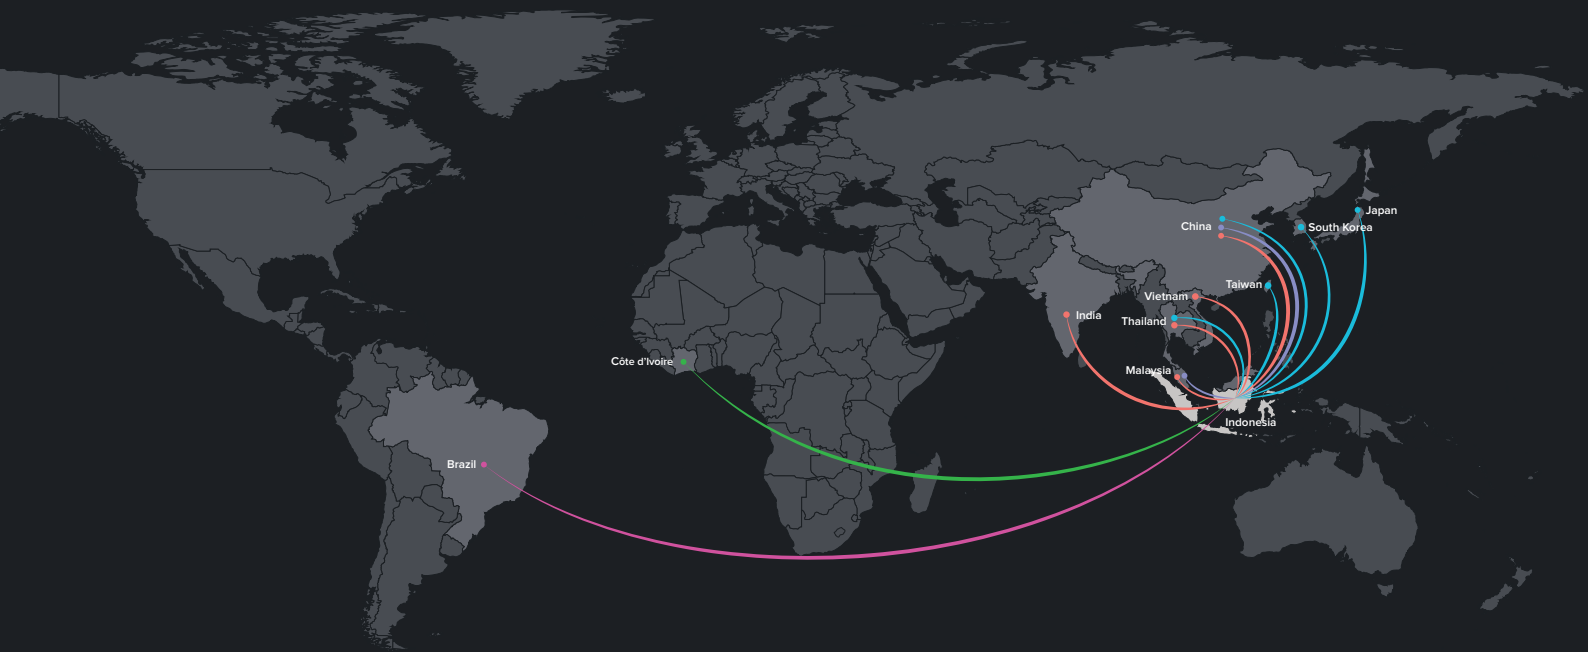 Japan
China
South Korea
Taiwan
Vietnam
India
Thailand
Côte d'Ivoire
Malaysia
Indonesia
Brazil